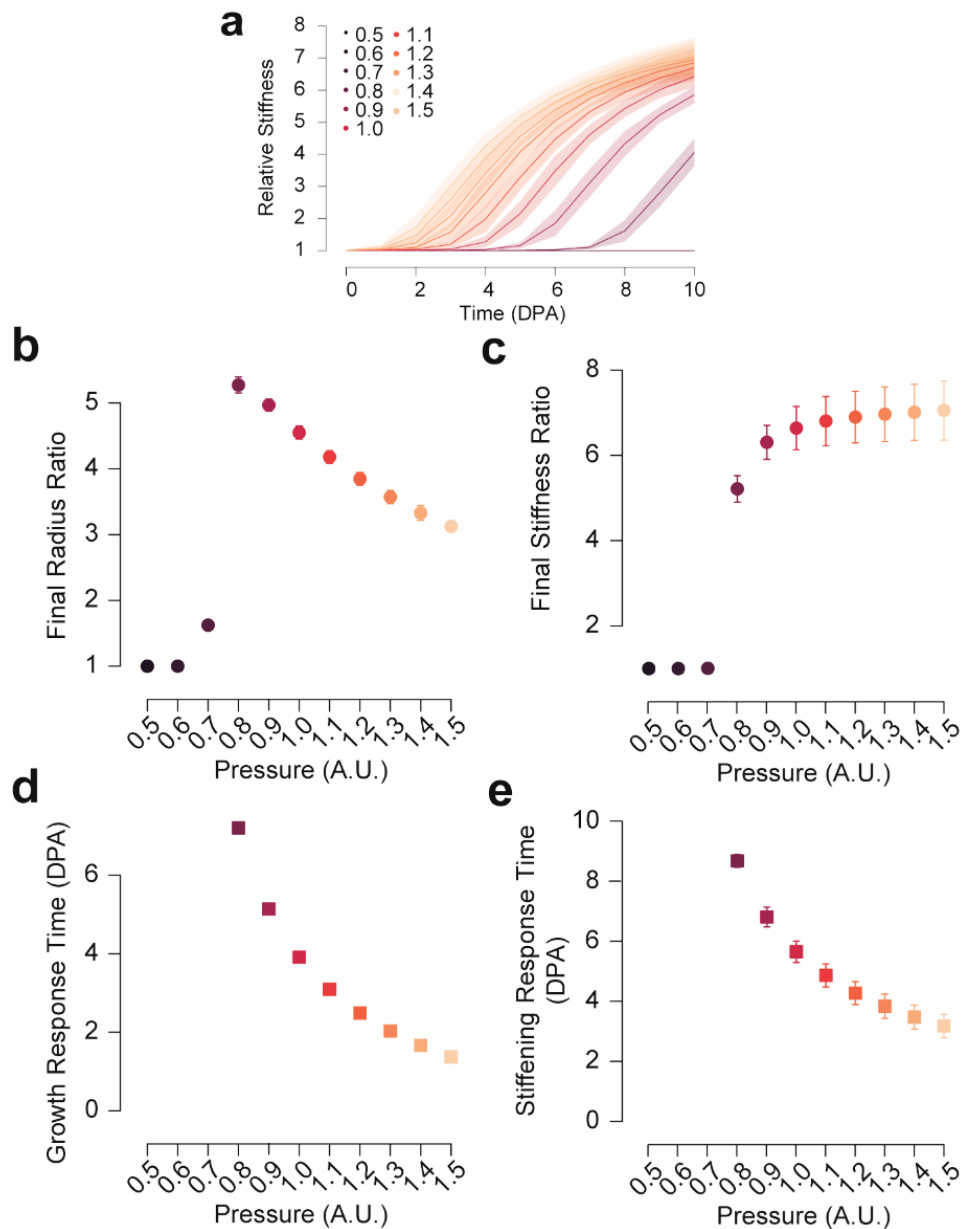 a
8
7
6
5
4
3
2
1
Relative Stiffness
0.5 1.1
0.6 1.2
0.7 1.3
0.8 1.4
0.9 1.5
1.0
0 2 4 6 8 10
Time (DPA)
b
5
4
3
2
1
Final Radius Ratio
0.5 0.6 0.7 0.8 0.9 1.0 1.1 1.2 1.3 1.4 1.5
Pressure (A.U.)
c
8
6
4
2
Final Stiffness Ratio
0.5 0.6 0.7 0.8 0.9 1.0 1.1 1.2 1.3 1.4 1.5
Pressure (A.U.)
d
6
4
2
0
Growth Response Time (DPA)
0.5 0.6 0.7 0.8 0.9 1.0 1.1 1.2 1.3 1.4 1.5
Pressure (A.U.)
e
10
8
6
4
2
0
Stiffening Response Time
(DPA)
0.5 0.6 0.7 0.8 0.9 1.0 1.1 1.2 1.3 1.4 1.5
Pressure (A.U.)